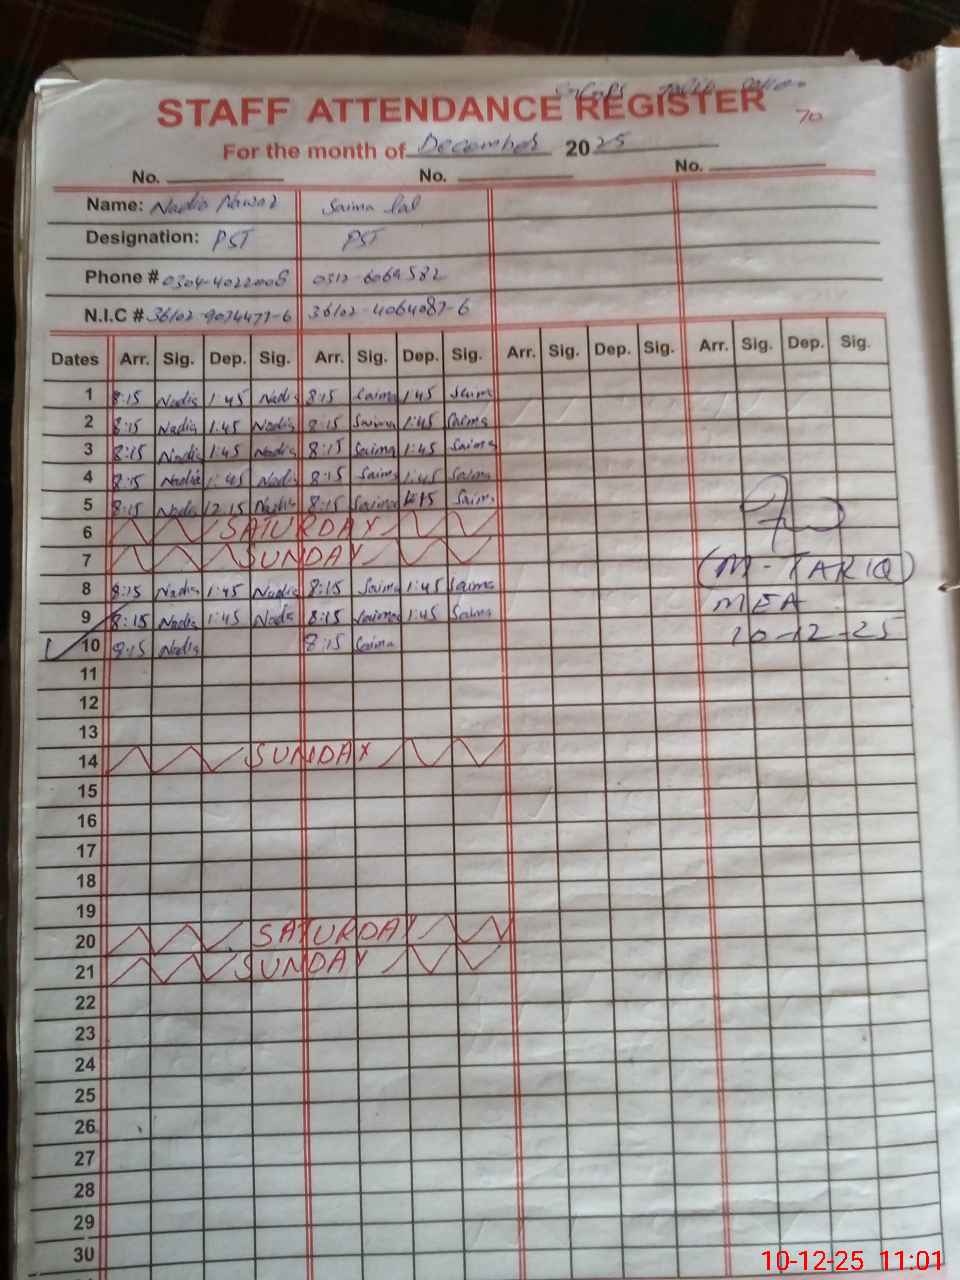 STAFF ATTENDANCE REGISTER
70
For the month of December 2025
No. No. No.
Name: Nadia Nawaz Saima Lal
Designation: PST PST
Phone # 0304-4022008 0312-6069582
N.I.C # 36102-9074477-6 36102-4064087-6
Dates Arr. Sig. Dep. Sig. Arr. Sig. Dep. Sig. Arr. Sig. Dep. Sig. Arr. Sig. Dep. Sig.
1 8:15 Nadia 1:45 Nadia 8:15 Saima 1:45 Saima
2 8:15 Nadia 1:45 Nadia 8:15 Saima 1:45 Saima
3 8:15 Nadia 1:45 Nadia 8:15 Saima 1:45 Saima
4 8:15 Nadia 1:45 Nadia 8:15 Saima 1:45 Saima
5 8:15 Nadia 12:15 Nadia 8:15 Saima Saima
6 SATURDAY
7 SUNDAY
(M-TARIQ)
8 8:15 Nadia 1:45 Nadia 8:15 Saima 1:45 Saima
MEA
9 8:15 Nadia 1:45 Nadia 8:15 Saima 1:45 Saima
10-12-25
10 8:15 Nadia 8:15 Saima
11
12
13
14 SUNDAY
15
16
17
18
19
20 SATURDAY
21 SUNDAY
22
23
24
25
26
27
28
29
30
10-12-25 11:01